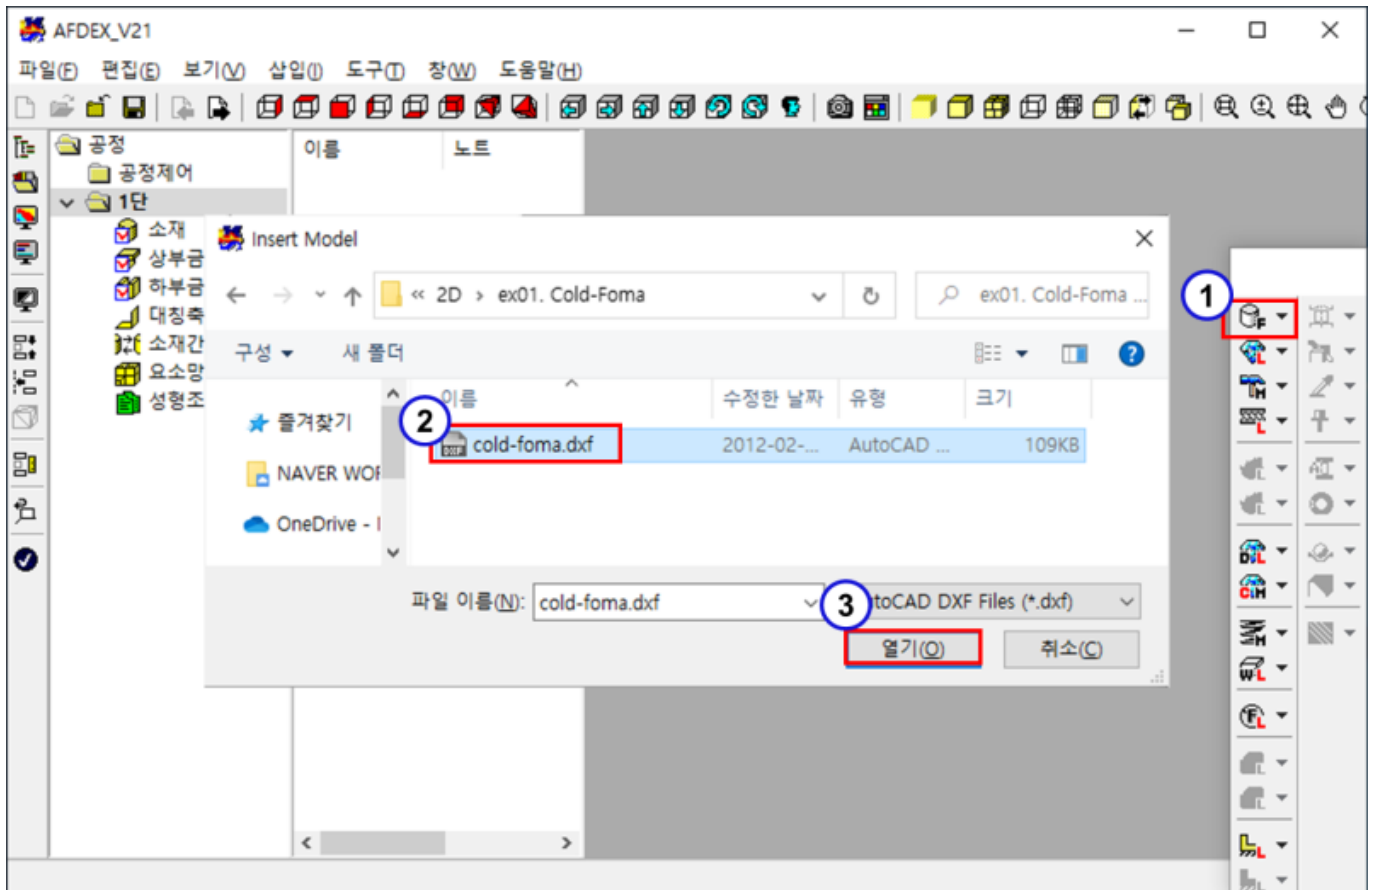 AFDEX_V21
파일(F) 편집(E) 보기(V) 삽입(I) 도구(T) 창(W) 도움말(H)
공정
공정제어
1단
소재
상부금
하부금
대칭축
소재간
요소망
성형조
이름 노트
Insert Model
« 2D › ex01. Cold-Foma
ex01. Cold-Foma ...
구성 새 폴더
이름 수정한 날짜 유형 크기
즐겨찾기
NAVER WOR
OneDrive -
cold-foma.dxf 2012-02-... AutoCAD ... 109KB
파일 이름(N): cold-foma.dxf
toCAD DXF Files (*.dxf)
열기(O) 취소(C)
1
2
3